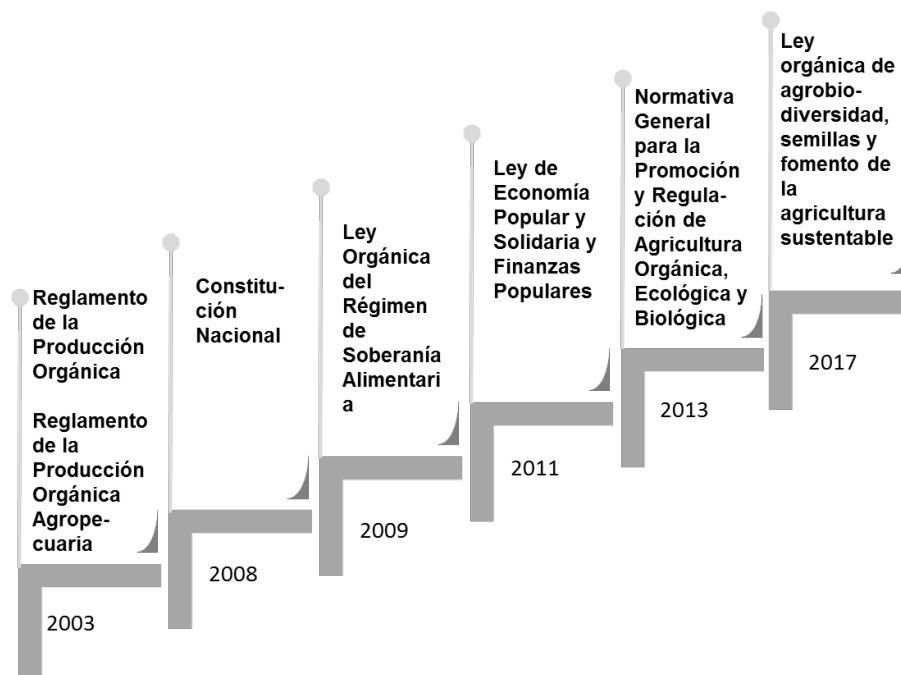 Reglamento
de la
Producción
Orgánica
Reglamento
de la
Producción
Orgánica
Agrope-
cuaria
2003
Constitu-
ción
Nacional
2008
Ley
Orgánica
del
Régimen
de
Soberanía
Alimentari
a
2009
Ley de
Economía
Popular y
Solidaria y
Finanzas
Populares
2011
Normativa
General
para la
Promoción
y Regula-
ción de
Agricultura
Orgánica,
Ecológica y
Biológica
2013
Ley
orgánica de
agrobio-
diversidad,
semillas y
fomento de
la
agricultura
sustentable
2017